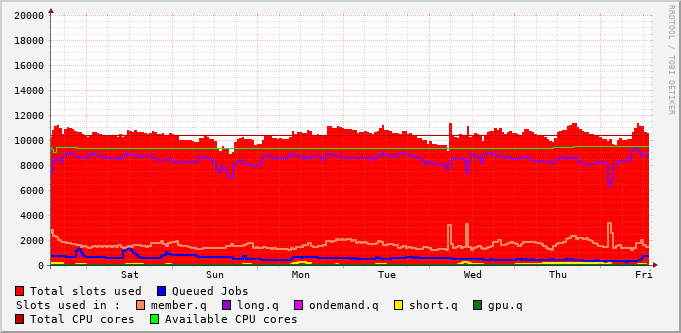 RRDTOOL / TOBI OETIKER
20000
18000
16000
14000
12000
10000
8000
6000
4000
2000
0
Sat Sun Mon Tue Wed Thu Fri
Total slots used Queued Jobs
Slots used in : member.q long.q ondemand.q short.q gpu.q
Total CPU cores Available CPU cores